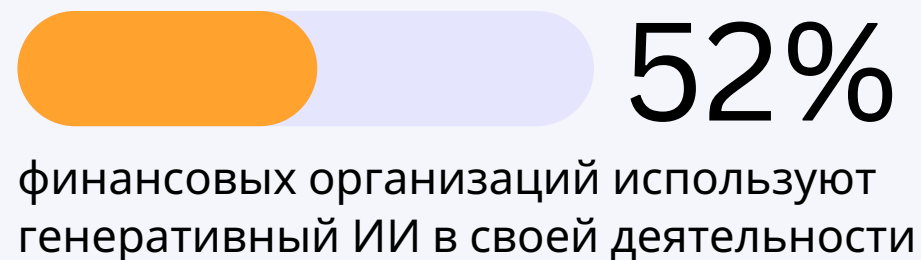 52%
финансовых организаций используют
генеративный ИИ в своей деятельности